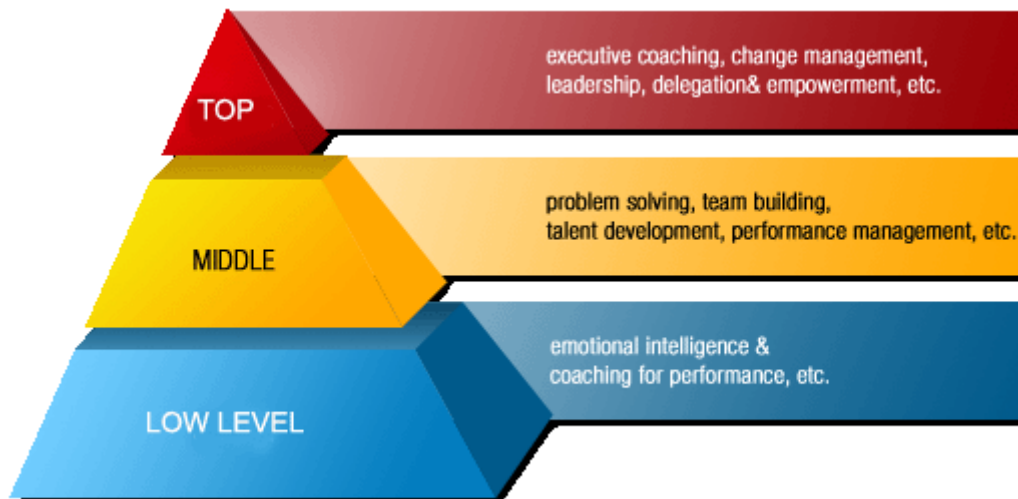 TOP
executive coaching, change management,
leadership, delegation& empowerment, etc.
MIDDLE
problem solving, team building,
talent development, performance management, etc.
LOW LEVEL
emotional intelligence &
coaching for performance, etc.